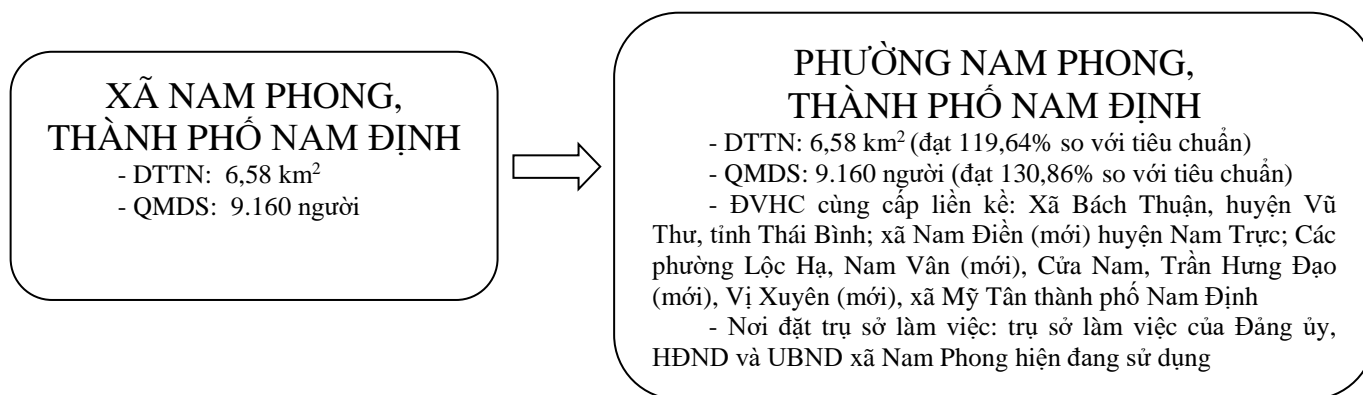 XÃ NAM PHONG,
THÀNH PHỐ NAM ĐỊNH
- DTTN: 6,58 km²
- QMDS: 9.160 người
PHƯỜNG NAM PHONG,
THÀNH PHỐ NAM ĐỊNH
- DTTN: 6,58 km² (đạt 119,64% so với tiêu chuẩn)
- QMDS: 9.160 người (đạt 130,86% so với tiêu chuẩn)
- ĐVHC cùng cấp liền kề: Xã Bách Thuận, huyện Vũ
Thư, tỉnh Thái Bình; xã Nam Điền (mới) huyện Nam Trực; Các
phường Lộc Hạ, Nam Vân (mới), Cửa Nam, Trần Hưng Đạo
(mới), Vị Xuyên (mới), xã Mỹ Tân thành phố Nam Định
- Nơi đặt trụ sở làm việc: trụ sở làm việc của Đảng ủy,
HĐND và UBND xã Nam Phong hiện đang sử dụng